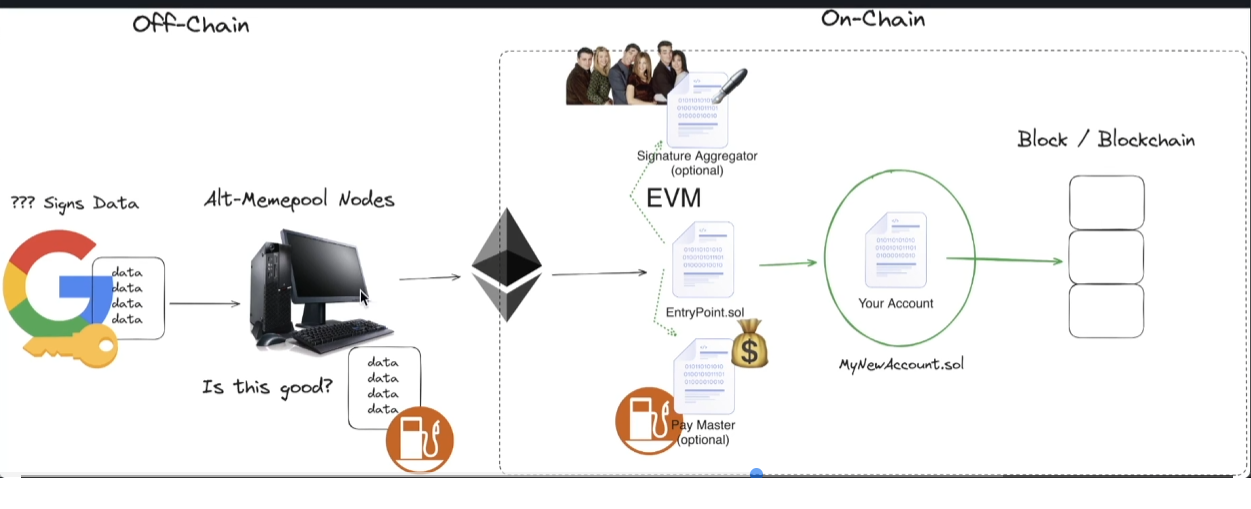 Off-Chain
On-Chain
??? Signs Data
data
data
data
data
Alt-Memepool Nodes
Is this good?
data
data
data
data
Signature Aggregator
(optional)
EVM
EntryPoint.sol
$
Pay Master
(optional)
Your Account
MyNewAccount.sol
Block / Blockchain